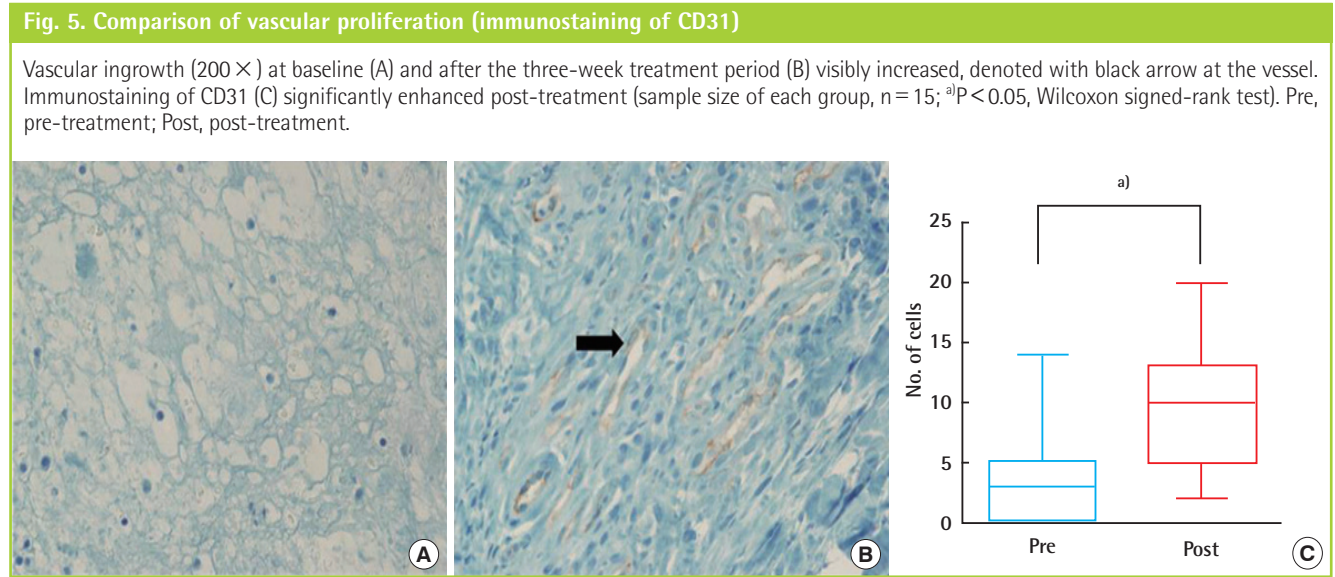 Fig. 5. Comparison of vascular proliferation (immunostaining of CD31)
Vascular ingrowth (200 ×) at baseline (A) and after the three-week treatment period (B) visibly increased, denoted with black arrow at the vessel.
Immunostaining of CD31 (C) significantly enhanced post-treatment (sample size of each group, n=15; a)P<0.05, Wilcoxon signed-rank test). Pre,
pre-treatment; Post, post-treatment.
A
B
a)
25
20
15
10
5
0
No. of cells
Pre
Post
C